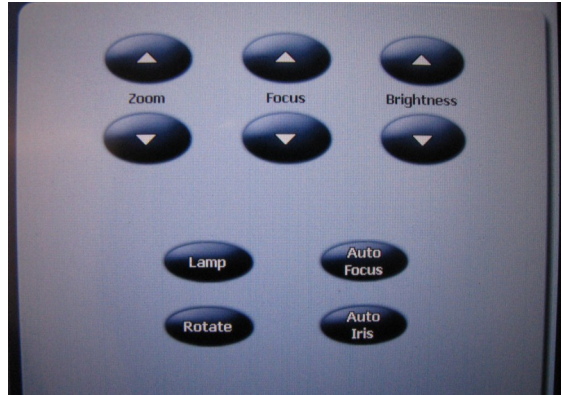 Zoom
Focus
Brightness
Lamp
Auto
Focus
Rotate
Auto
Iris